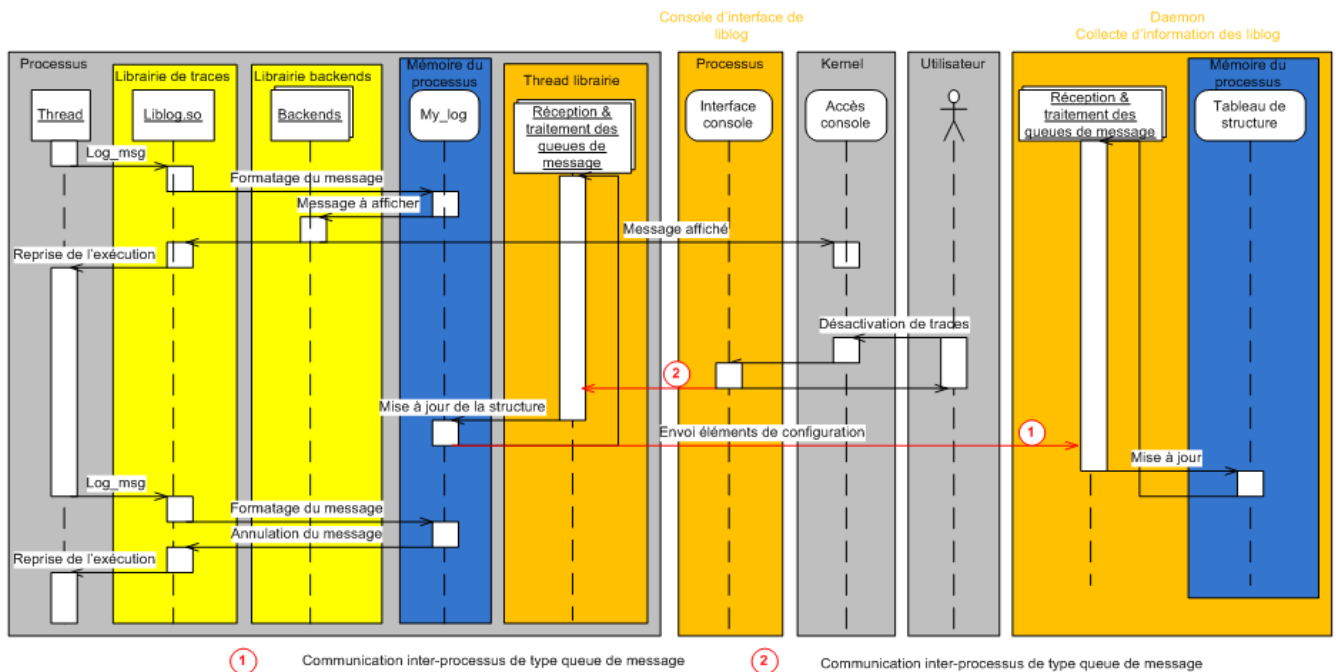 Console d'interface de
liblog
Daemon
Collecte d'information des liblog
Processus
Librairie de traces
Librairie backends
Mémoire du
processus
Thread librairie
Processus
Kernel
Utilisateur
Mémoire du
processus
Thread
Liblog.so
Backends
My_log
Réception &
traitement des
queues de
message
Interface
console
Accès
console
Réception &
traitement des
queues de message
Tableau de
structure
Log_msg
Formatage du message
Message à afficher
Message affiché
Reprise de l'exécution
Désactivation de traces
2
Mise à jour de la structure
Envoi éléments de configuration
1
Mise à jour
Log_msg
Formatage du message
Annulation du message
Reprise de l'exécution
1 Communication inter-processus de type queue de message
2 Communication inter-processus de type queue de message